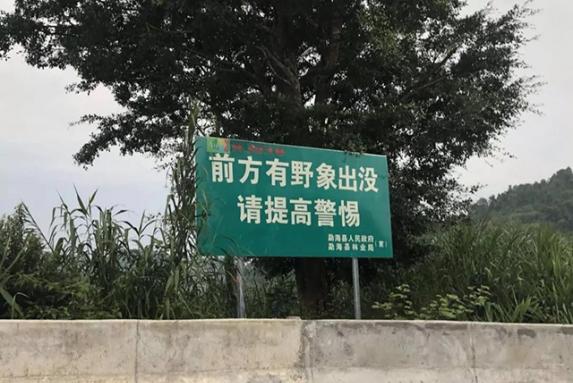 前方有野象出没
请提高警惕
勐海县人民政府
勐海县林业局（宣）